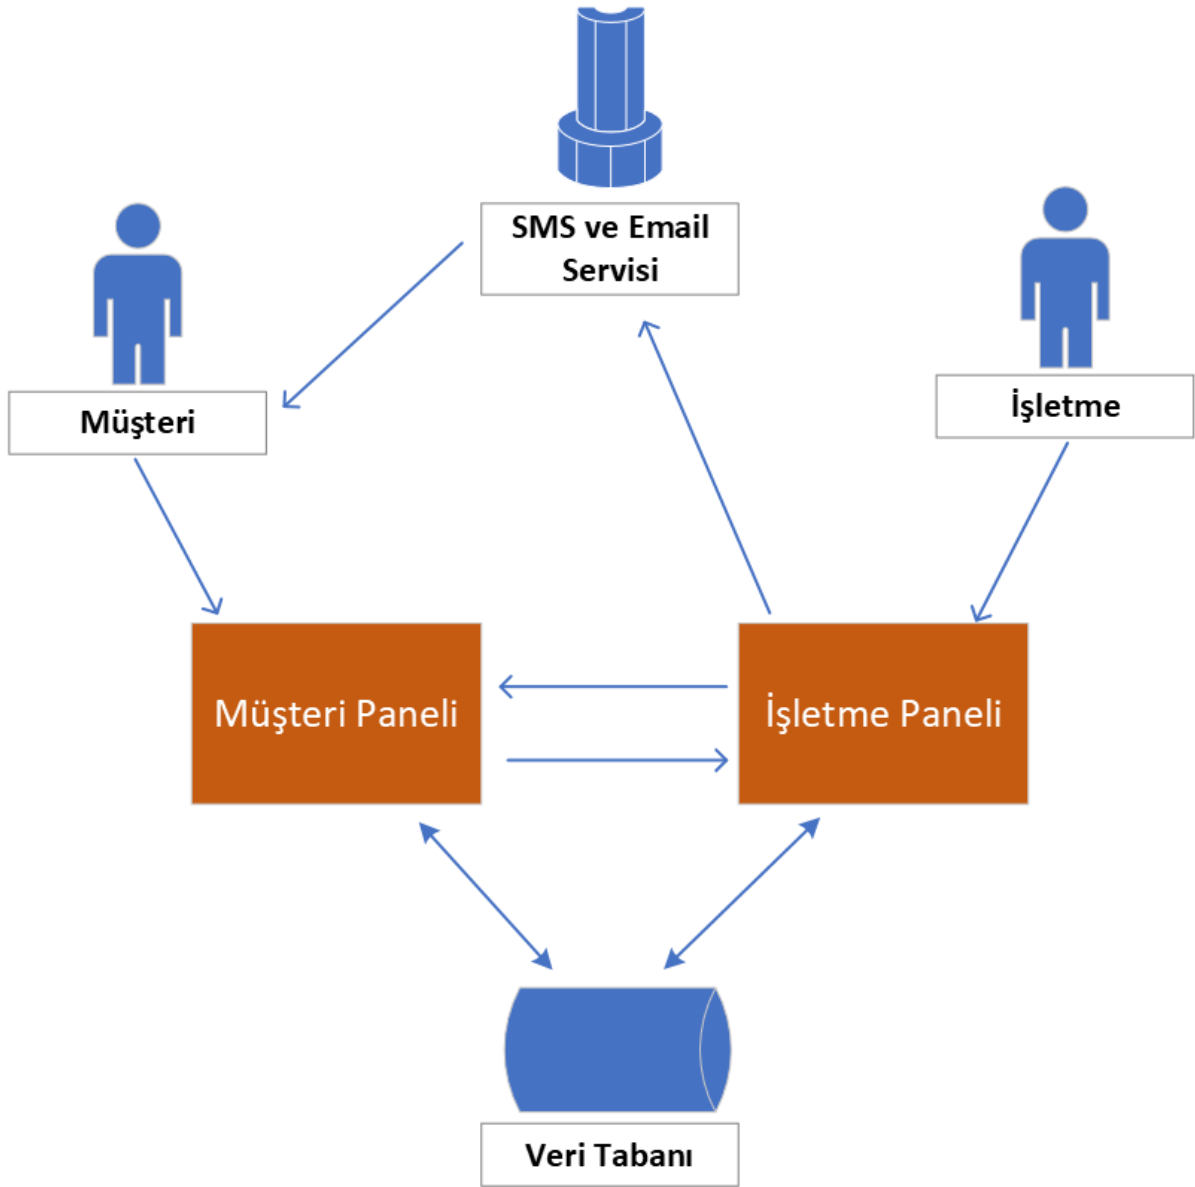 SMS ve Email
Servisi
Müşteri
İşletme
Müşteri Paneli
İşletme Paneli
Veri Tabanı